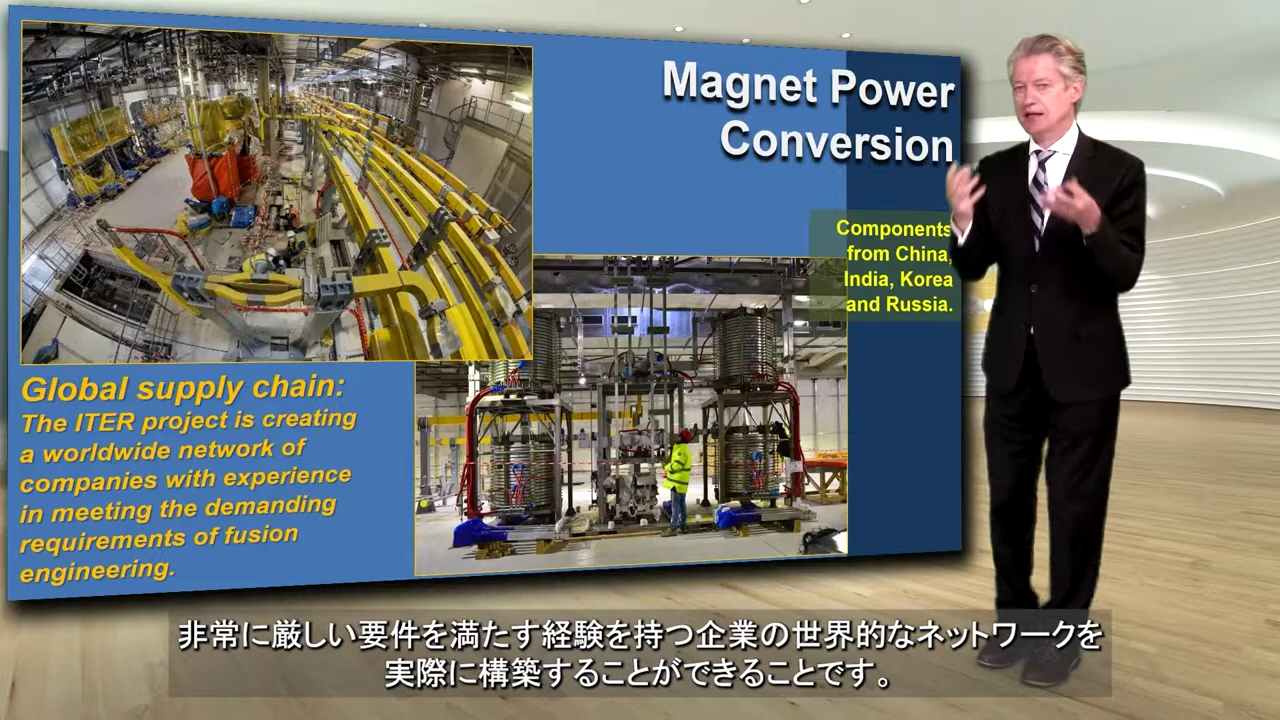 Magnet Power
Conversion
Components
from China,
India, Korea
and Russia.
Global supply chain:
The ITER project is creating
a worldwide network of
companies with experience
in meeting the demanding
requirements of fusion
engineering.
非常に厳しい要件を満たす経験を持つ企業の世界的なネットワークを
実際に構築することができることです。